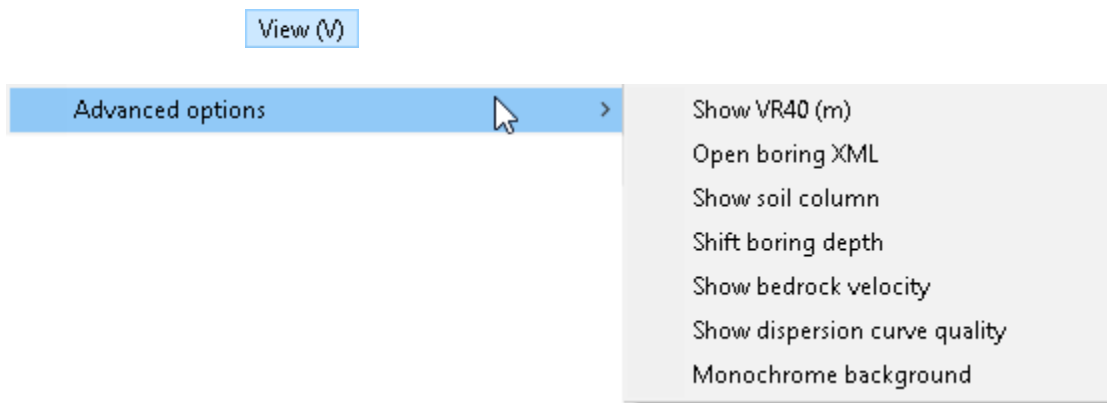 View (V)
Advanced options >
Show VR40 (m)
Open boring XML
Show soil column
Shift boring depth
Show bedrock velocity
Show dispersion curve quality
Monochrome background